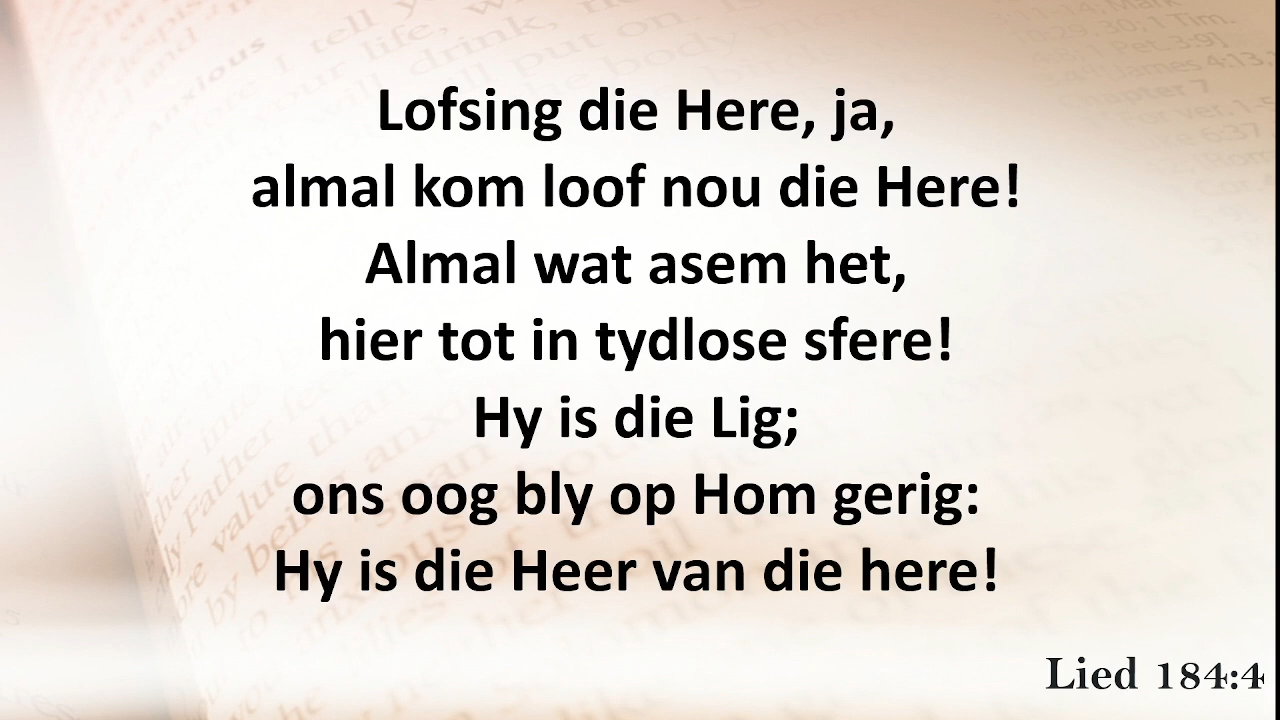 Lofsing die Here, ja,
almal kom loof nou die Here!
Almal wat asem het,
hier tot in tydlose sfere!
Hy is die Lig;
ons oog bly op Hom gerig:
Hy is die Heer van die here!
Lied 184:4